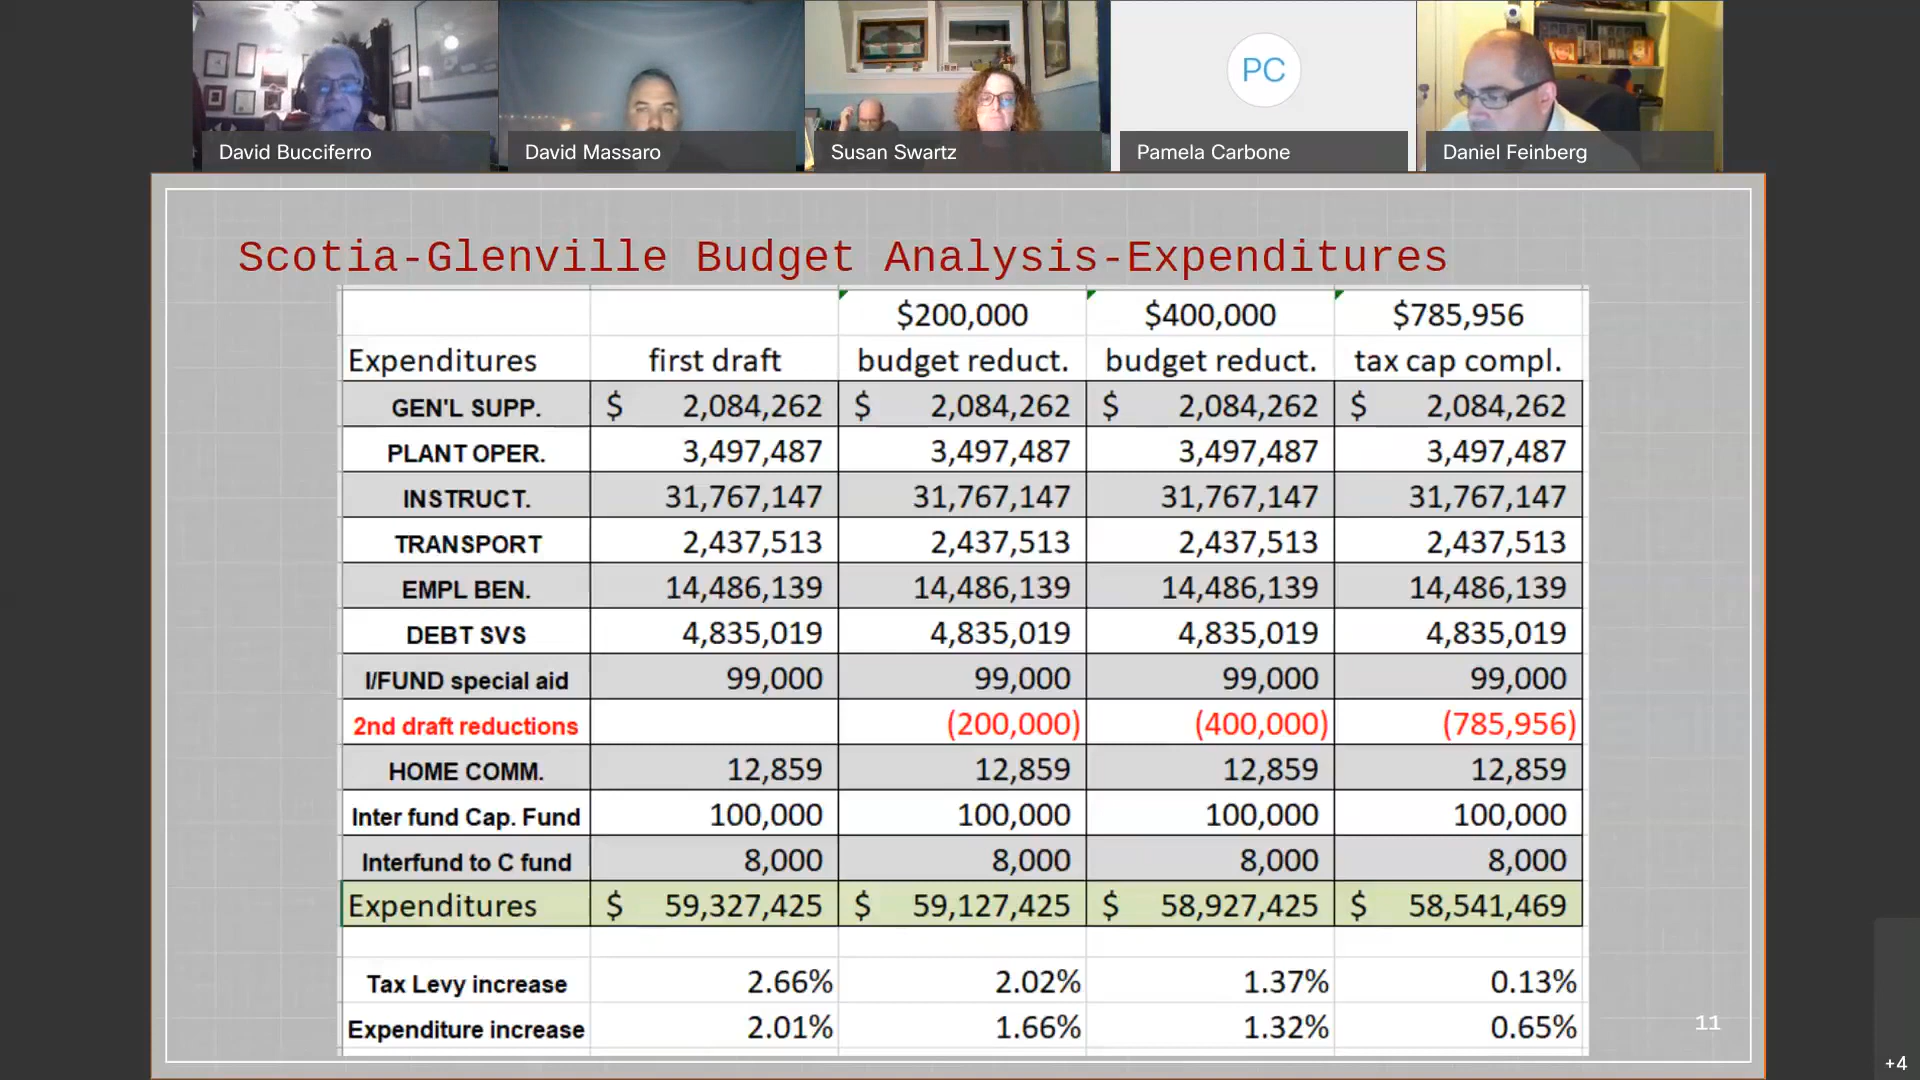 David Bucciferro
David Massaro
Susan Swartz
PC
Pamela Carbone
Daniel Feinberg
Scotia-Glenville Budget Analysis-Expenditures
$200,000 $400,000 $785,956
Expenditures first draft budget reduct. budget reduct. tax cap compl.
GEN'L SUPP. $ 2,084,262 $ 2,084,262 $ 2,084,262 $ 2,084,262
PLANT OPER. 3,497,487 3,497,487 3,497,487 3,497,487
INSTRUCT. 31,767,147 31,767,147 31,767,147 31,767,147
TRANSPORT 2,437,513 2,437,513 2,437,513 2,437,513
EMPL BEN. 14,486,139 14,486,139 14,486,139 14,486,139
DEBT SVS 4,835,019 4,835,019 4,835,019 4,835,019
I/FUND special aid 99,000 99,000 99,000 99,000
2nd draft reductions (200,000) (400,000) (785,956)
HOME COMM. 12,859 12,859 12,859 12,859
Inter fund Cap. Fund 100,000 100,000 100,000 100,000
Interfund to C fund 8,000 8,000 8,000 8,000
Expenditures $ 59,327,425 $ 59,127,425 $ 58,927,425 $ 58,541,469
Tax Levy increase 2.66% 2.02% 1.37% 0.13%
Expenditure increase 2.01% 1.66% 1.32% 0.65%
11
+4